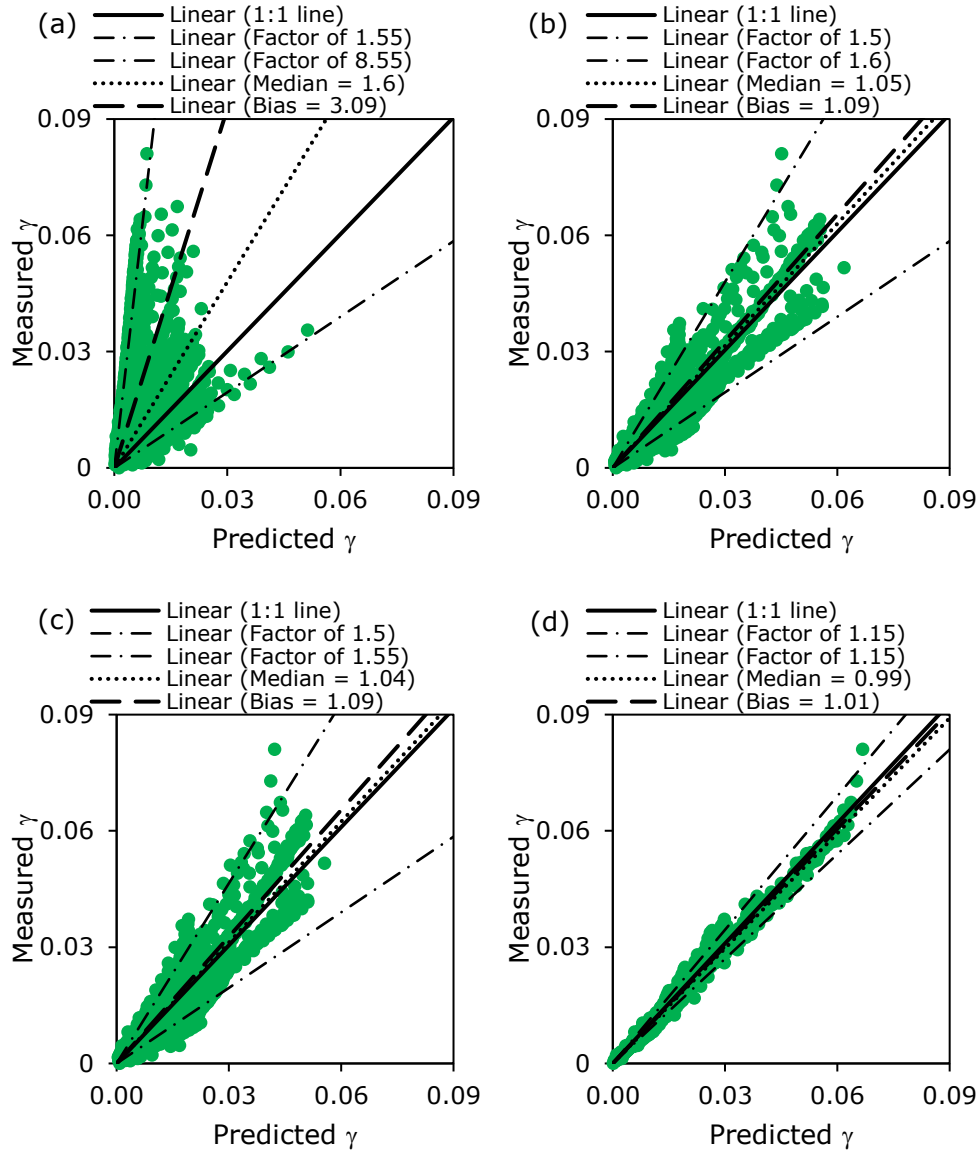 (a)
Linear (1:1 line)
Linear (Factor of 1.55)
Linear (Factor of 8.55)
Linear (Median = 1.6)
Linear (Bias = 3.09)
0.09
0.06
0.03
0
Measured γ
0.00 0.03 0.06 0.09
Predicted γ
(b)
Linear (1:1 line)
Linear (Factor of 1.5)
Linear (Factor of 1.6)
Linear (Median = 1.05)
Linear (Bias = 1.09)
0.09
0.06
0.03
0
Measured γ
0.00 0.03 0.06 0.09
Predicted γ
(c)
Linear (1:1 line)
Linear (Factor of 1.5)
Linear (Factor of 1.55)
Linear (Median = 1.04)
Linear (Bias = 1.09)
0.09
0.06
0.03
0
Measured γ
0.00 0.03 0.06 0.09
Predicted γ
(d)
Linear (1:1 line)
Linear (Factor of 1.15)
Linear (Factor of 1.15)
Linear (Median = 0.99)
Linear (Bias = 1.01)
0.09
0.06
0.03
0
Measured γ
0.00 0.03 0.06 0.09
Predicted γ